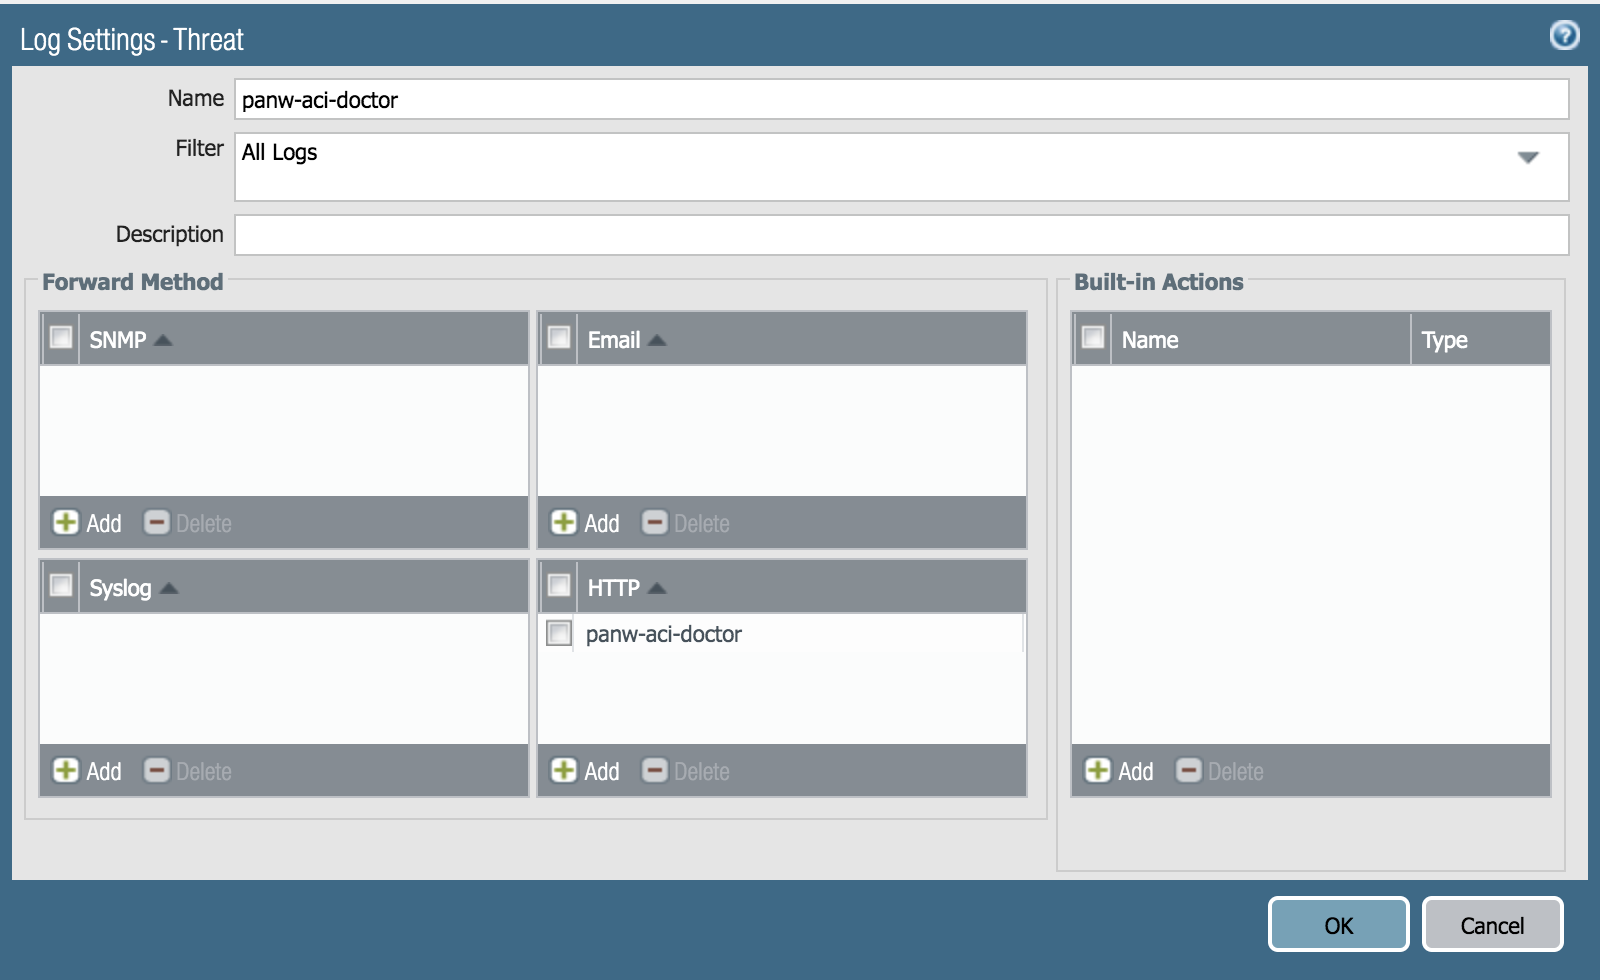 Log Settings - Threat
Name panw-aci-doctor
Filter All Logs
Description
Forward Method
SNMP
Add Delete
Email
Add Delete
Syslog
Add Delete
HTTP
panw-aci-doctor
Add Delete
Built-in Actions
Name Type
Add Delete
OK Cancel